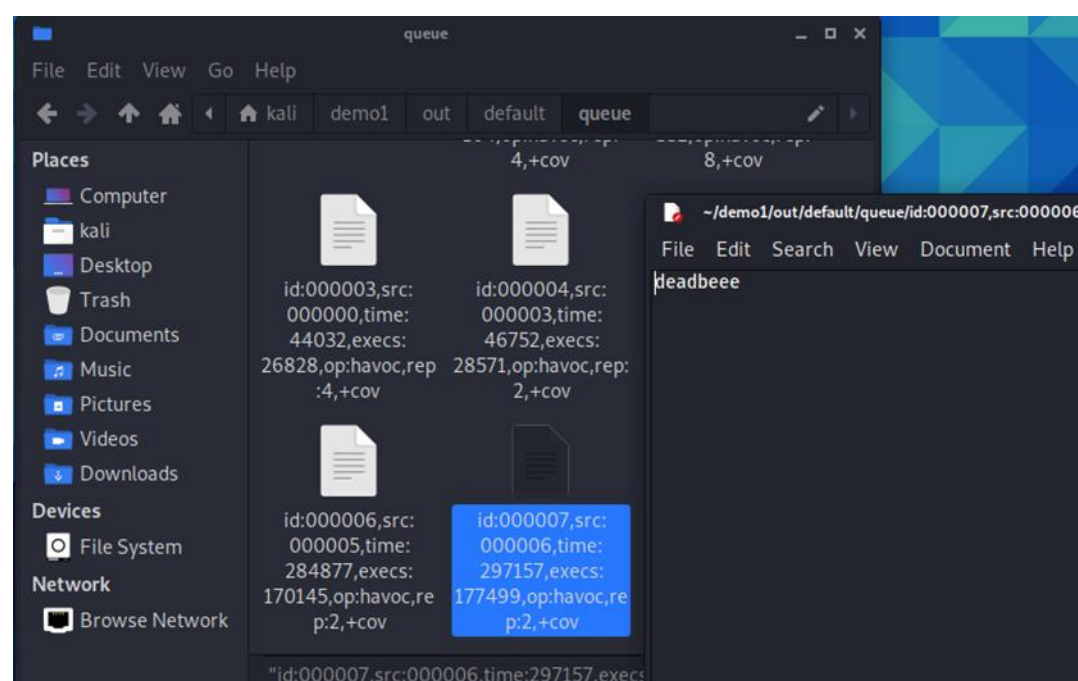 queue
File Edit View Go Help
kali demo1 out default queue
Places
Computer
kali
Desktop
Trash
Documents
Music
Pictures
Videos
Downloads
Devices
File System
Network
Browse Network
4,+cov
8,+cov
id:000003,src:
000000,time:
44032,execs:
26828,op:havoc,rep
:4,+cov
id:000004,src:
000003,time:
46752,execs:
28571,op:havoc,rep:
2,+cov
id:000006,src:
000005,time:
284877,execs:
170145,op:havoc,re
p:2,+cov
id:000007,src:
000006,time:
297157,execs:
177499,op:havoc,re
p:2,+cov
"id:000007,src:000006,time:297157,execs
~/demo1/out/default/queue/id:000007,src:000006
File Edit Search View Document Help
deadbeee